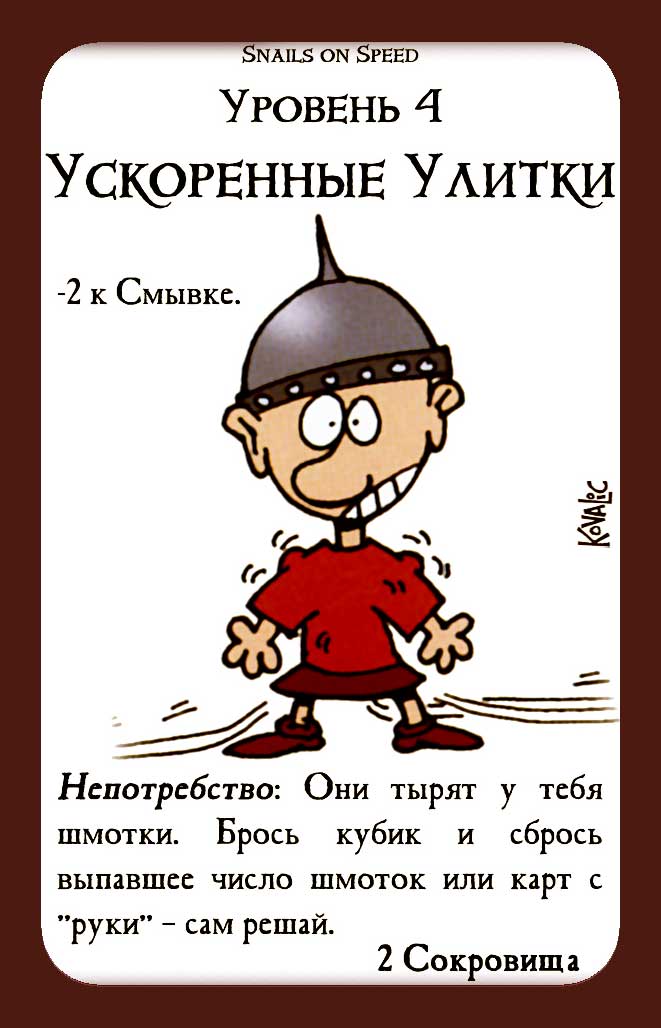 Snails on Speed
Уровень 4
Ускоренные Улитки
-2 к Смывке.
Kovalic
Непотребство: Они тырят у тебя
шмотки. Брось кубик и сбрось
выпавшее число шмоток или карт с
"руки" – сам решай.
2 Сокровища